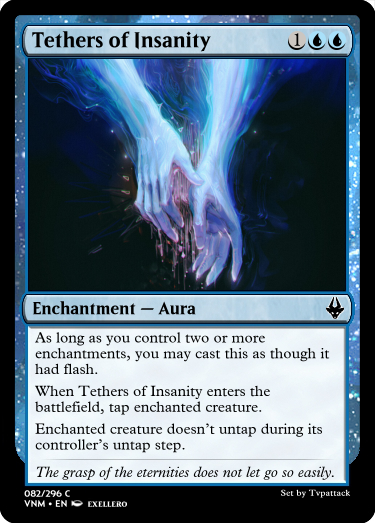 Tethers of Insanity 1
Enchantment — Aura
As long as you control two or more
enchantments, you may cast this as though it
had flash.
When Tethers of Insanity enters the
battlefield, tap enchanted creature.
Enchanted creature doesn't untap during its
controller's untap step.
The grasp of the eternities does not let go so easily.
082/296 C
VNM • EN EXELLERO
Set by Tvpattack